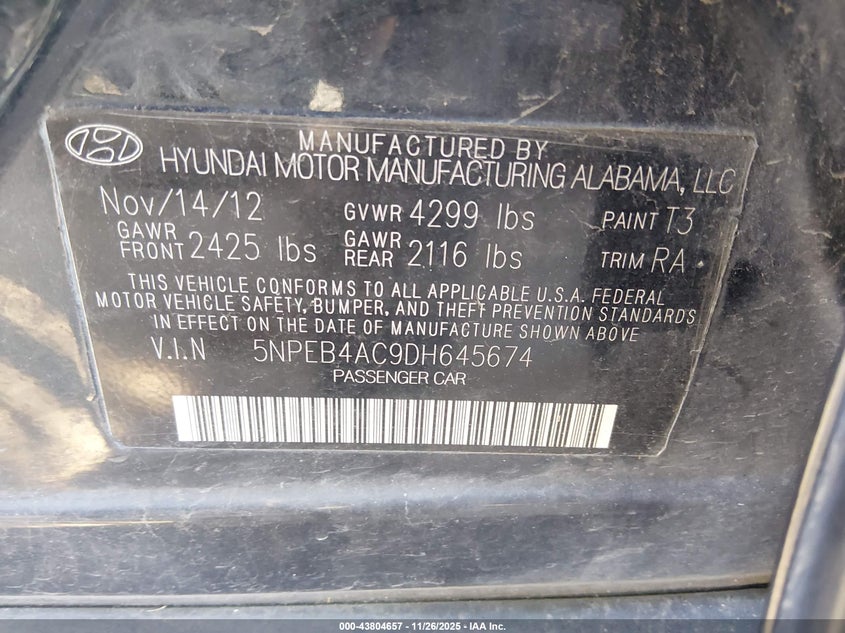 MANUFACTURED BY
HYUNDAI MOTOR MANUFACTURING ALABAMA, LLC
Nov/14/12 GVWR 4299 lbs PAINT T3
GAWR FRONT 2425 lbs GAWR REAR 2116 lbs TRIM RA
THIS VEHICLE CONFORMS TO ALL APPLICABLE U.S.A. FEDERAL
MOTOR VEHICLE SAFETY, BUMPER, AND THEFT PREVENTION STANDARDS
IN EFFECT ON THE DATE OF MANUFACTURE SHOWN ABOVE
V.I.N 5NPEB4AC9DH645674
PASSENGER CAR
000-43804657 - 11/26/2025 - IAA Inc.